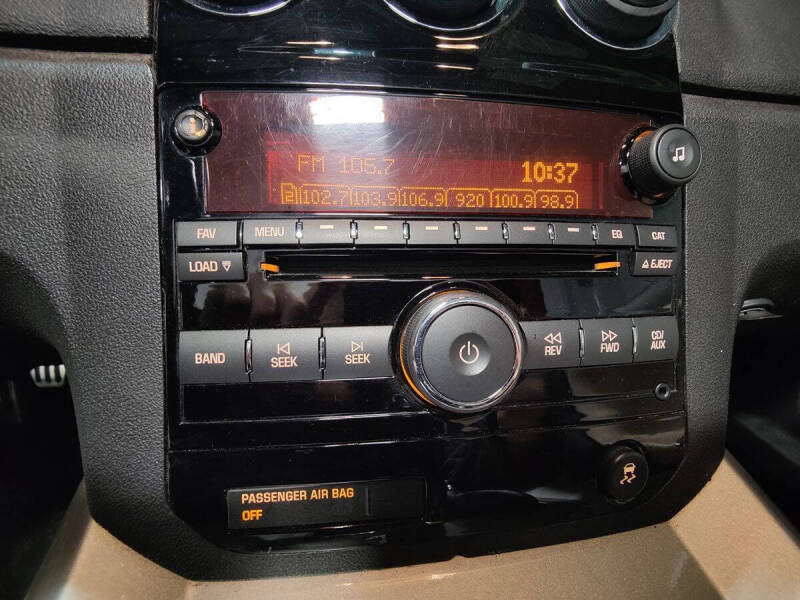 i
FM 105.7 10:37
2 102.7 103.9 106.9 920 100.9 98.9
FAV MENU EQ CAT
LOAD EJECT
BAND SEEK SEEK REV FWD CD/AUX
PASSENGER AIR BAG
OFF